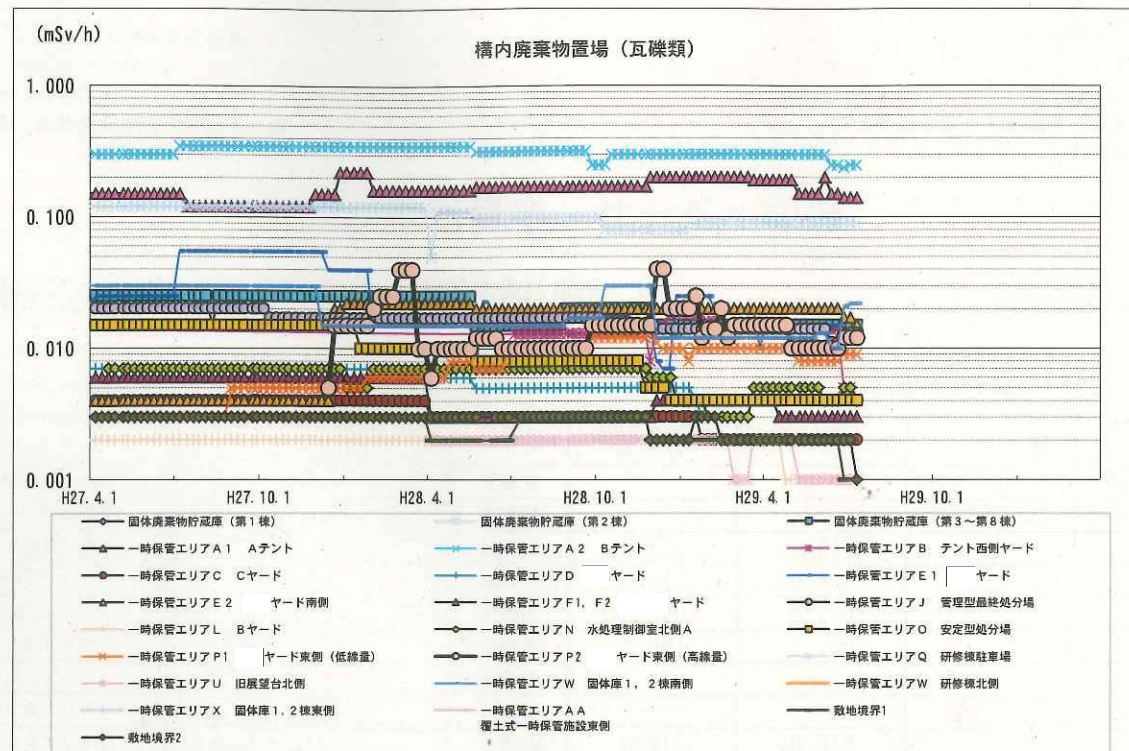 (mSv/h)
構内廃棄物置場（瓦礫類）
1.000
0.100
0.010
0.001
H27.4.1 H27.10.1 H28.4.1 H28.10.1 H29.4.1 H29.10.1
固体廃棄物貯蔵庫（第1棟） 固体廃棄物貯蔵庫（第2棟） 固体廃棄物貯蔵庫（第3～第8棟）
一時保管エリアA1 Aテント 一時保管エリアA2 Bテント 一時保管エリアB テント西側ヤード
一時保管エリアC Cヤード 一時保管エリアD ヤード 一時保管エリアE1 ヤード
一時保管エリアE2 ヤード南側 一時保管エリアF1，F2 ヤード 一時保管エリアJ 管理型最終処分場
一時保管エリアL Bヤード 一時保管エリアN 水処理制御室北側A 一時保管エリアO 安定型処分場
一時保管エリアP1 ヤード東側（低線量） 一時保管エリアP2 ヤード東側（高線量） 一時保管エリアQ 研修棟駐車場
一時保管エリアU 旧展望台北側 一時保管エリアW 固体庫1，2棟南側 一時保管エリアW 研修棟北側
一時保管エリアX 固体庫1，2棟東側 一時保管エリアAA 敷地境界1
覆土式一時保管施設東側
敷地境界2